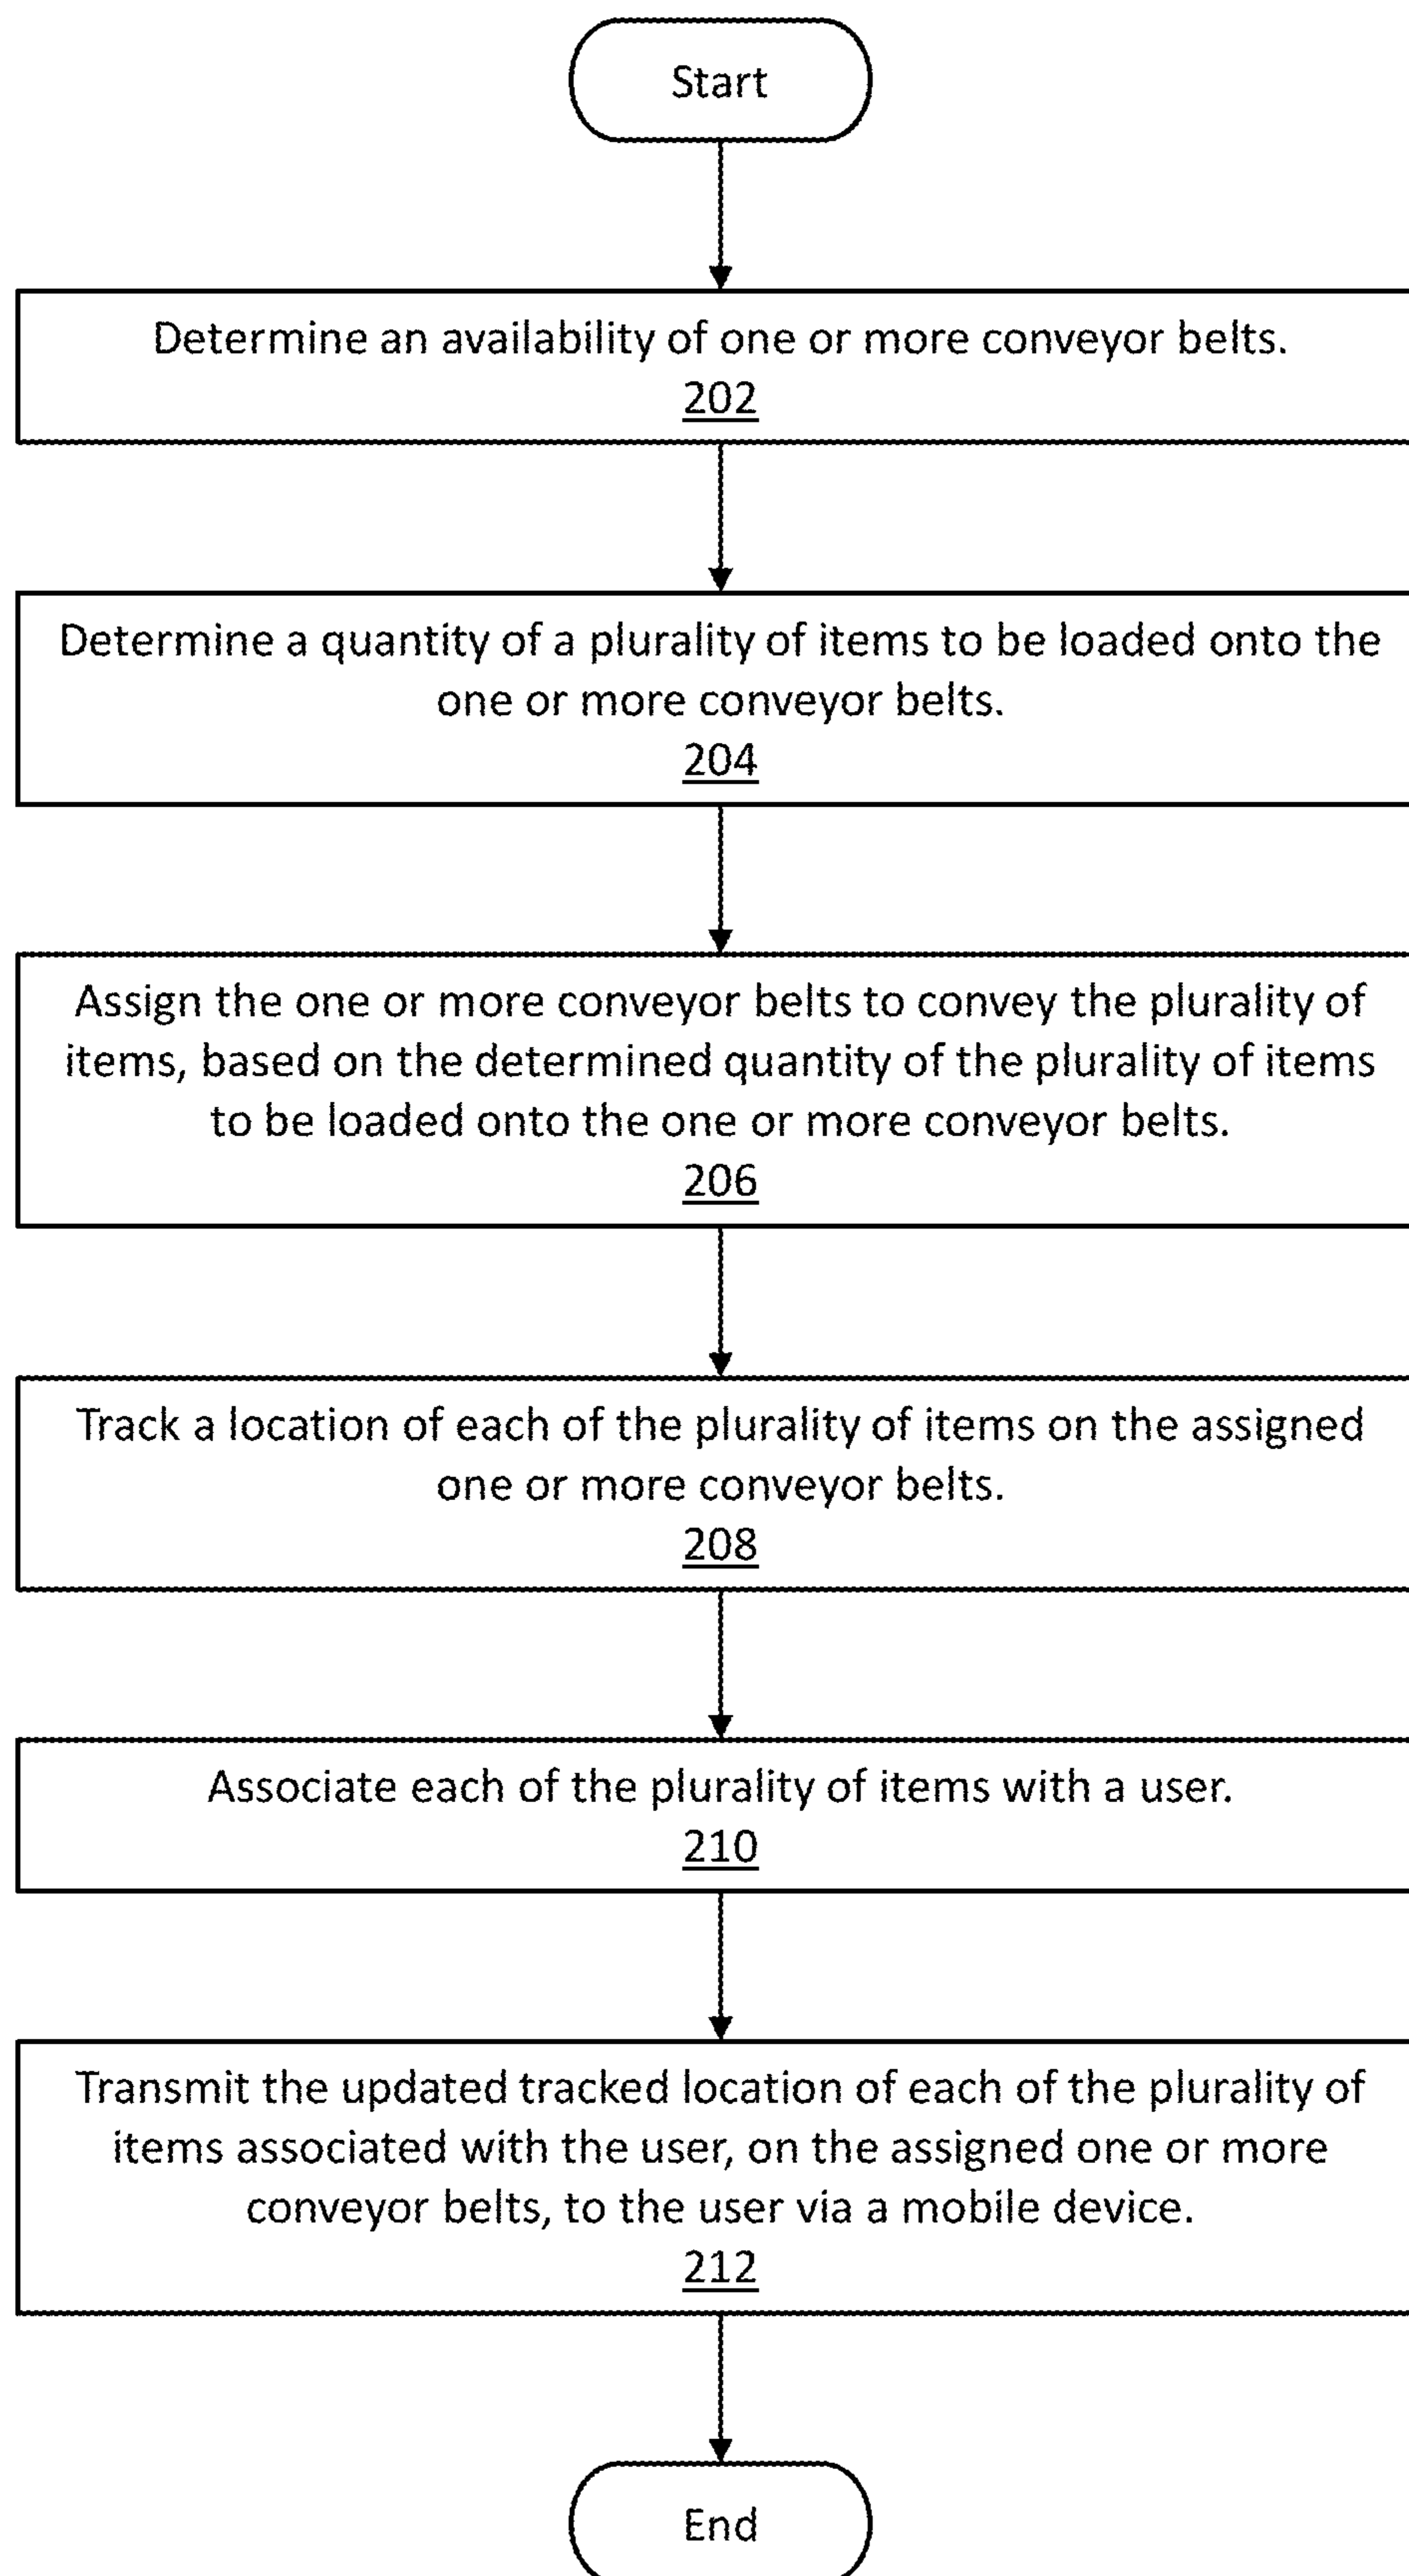 Start
Determine an availability of one or more conveyor belts.
202
Determine a quantity of a plurality of items to be loaded onto the
one or more conveyor belts.
204
Assign the one or more conveyor belts to convey the plurality of
items, based on the determined quantity of the plurality of items
to be loaded onto the one or more conveyor belts.
206
Track a location of each of the plurality of items on the assigned
one or more conveyor belts.
208
Associate each of the plurality of items with a user.
210
Transmit the updated tracked location of each of the plurality of
items associated with the user, on the assigned one or more
conveyor belts, to the user via a mobile device.
212
End